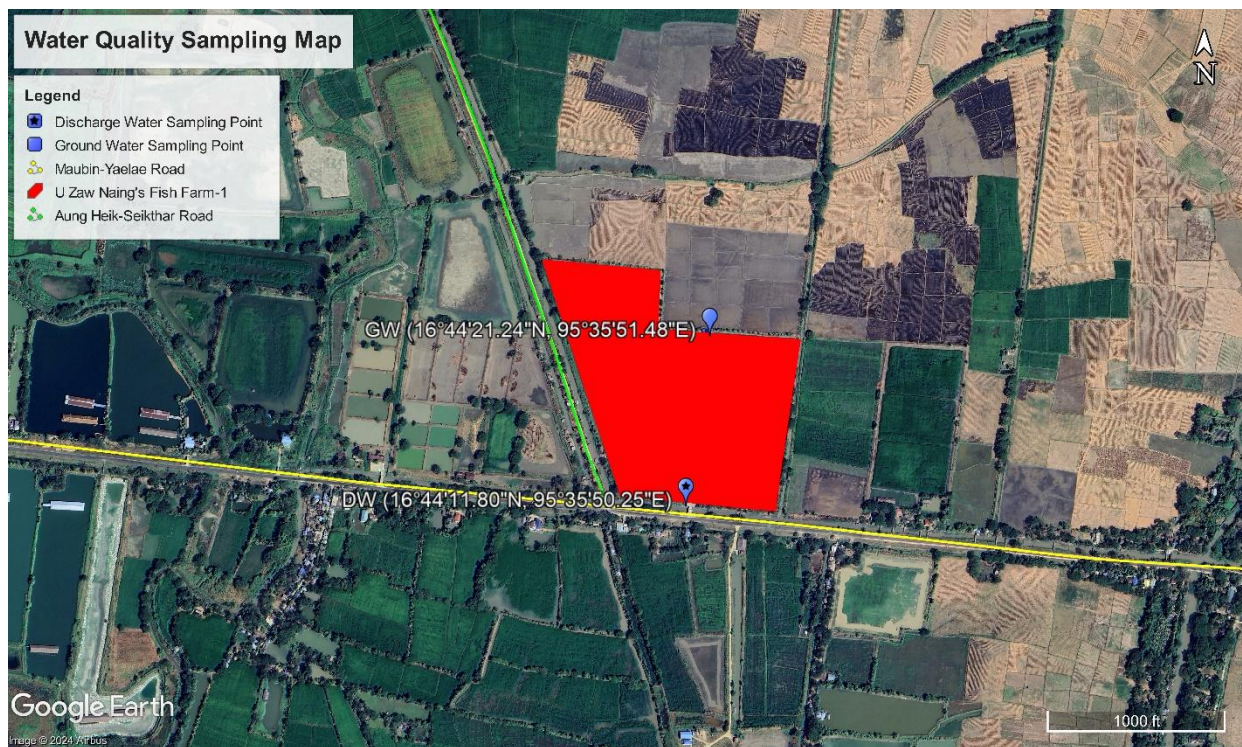 Water Quality Sampling Map
Legend
Discharge Water Sampling Point
Ground Water Sampling Point
Maubin-Yaelae Road
U Zaw Naing's Fish Farm-1
Aung Heik-Seikthar Road
N
GW (16°44'21.24"N, 95°35'51.48"E)
DW (16°44'11.80"N, 95°35'50.25"E)
Google Earth
Image © 2024 Airbus
1000 ft